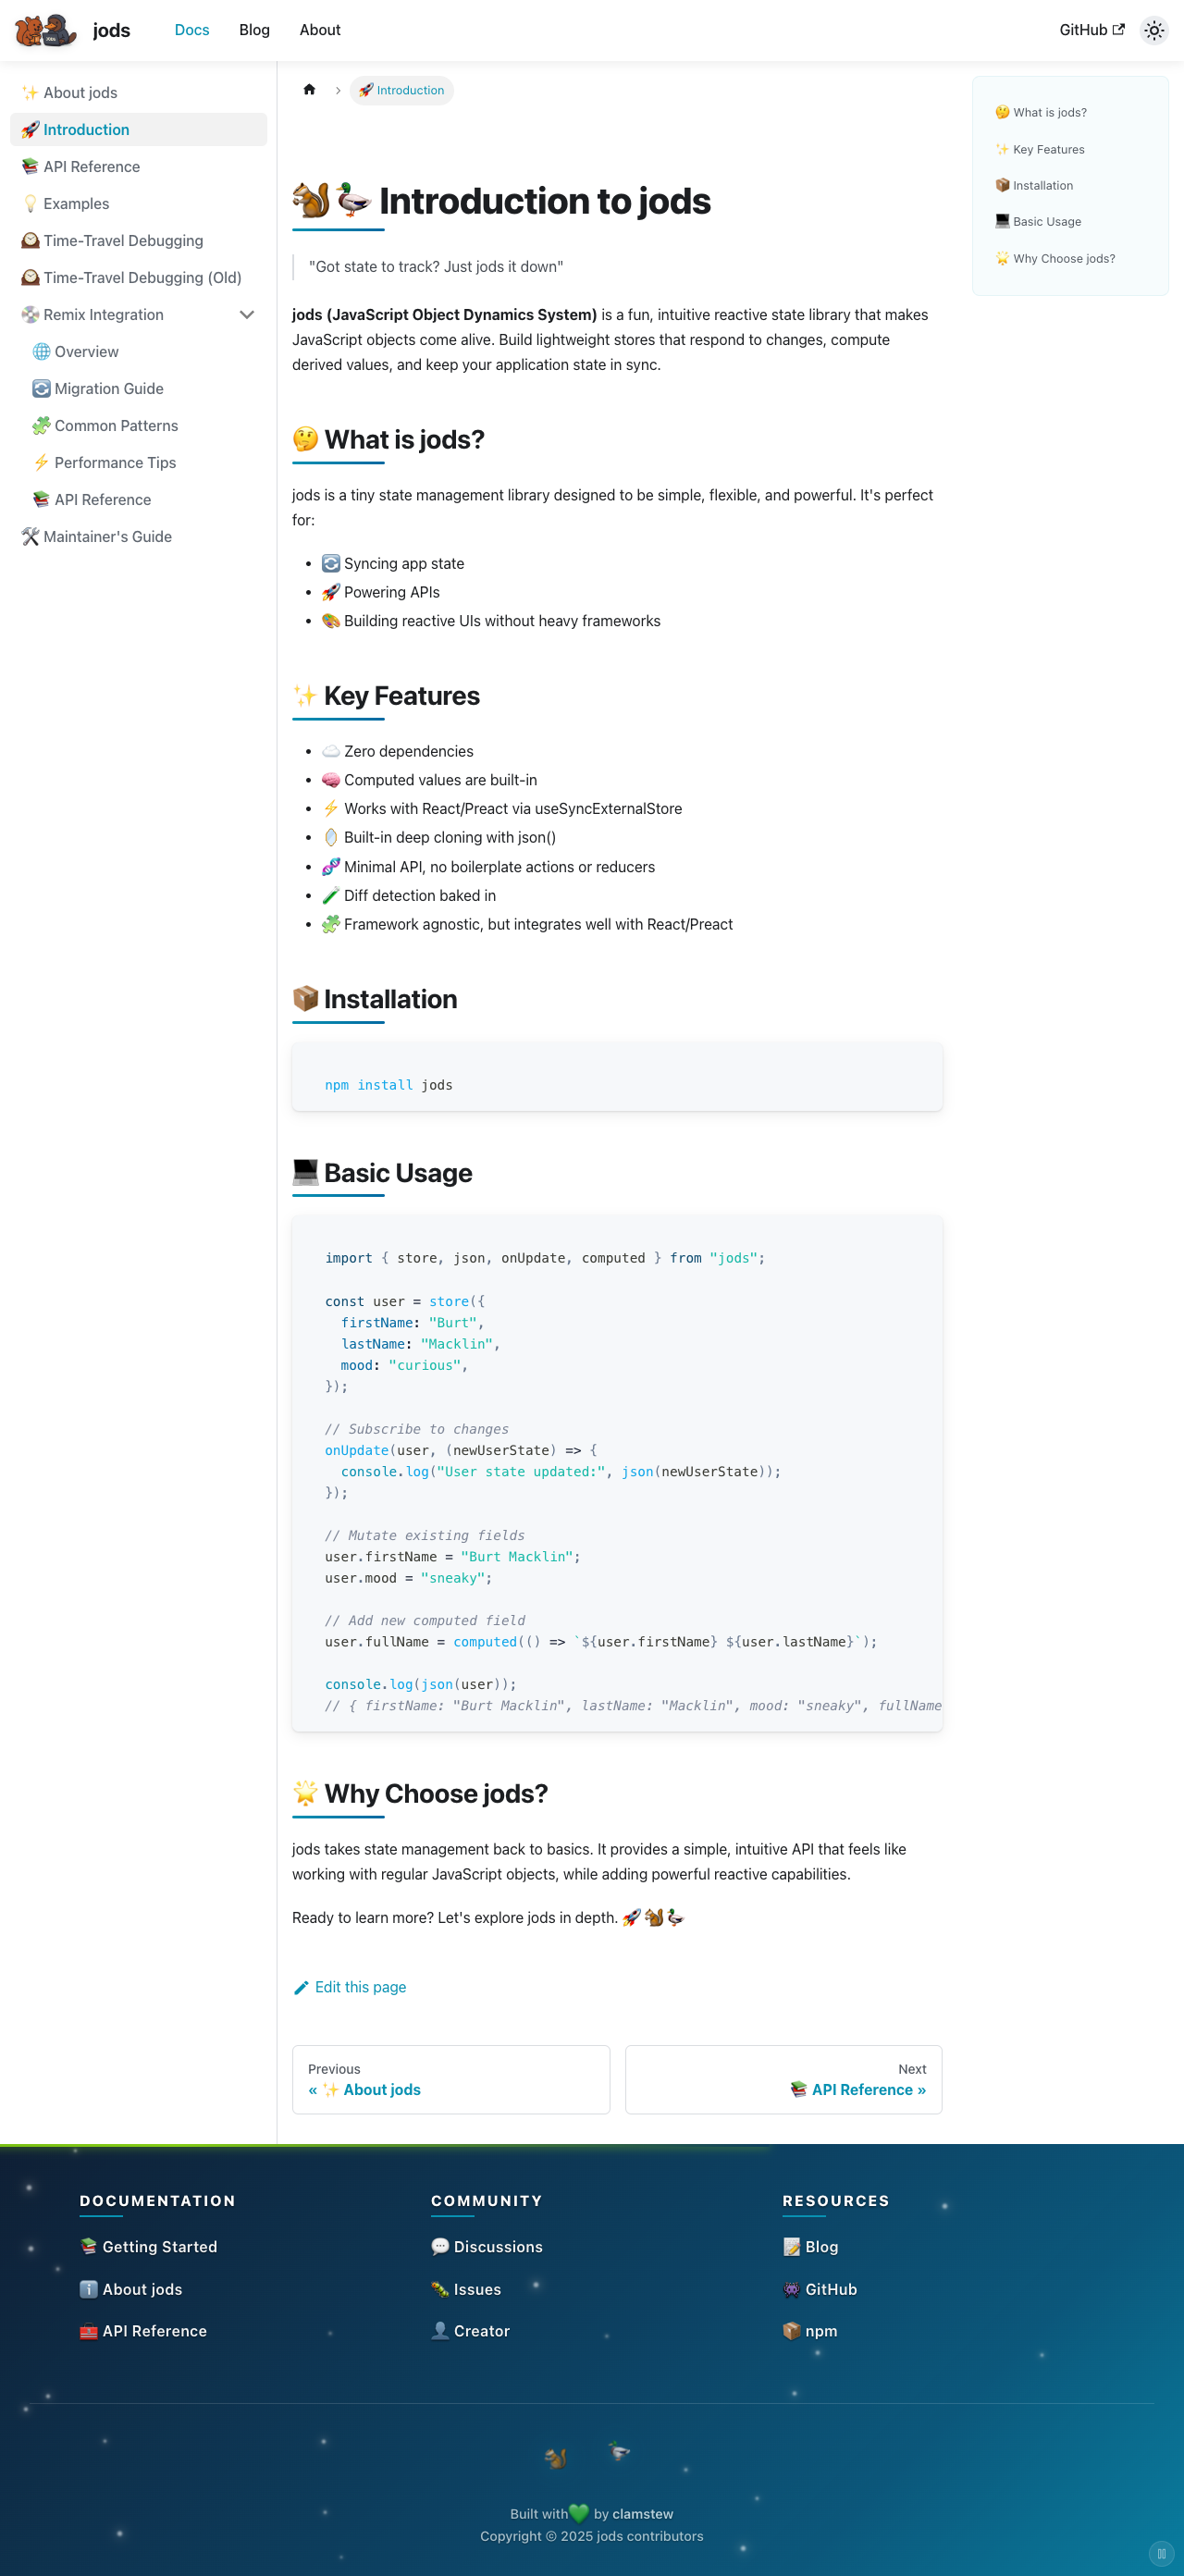 jods
Docs
Blog
About
GitHub
✨ About jods
🚀 Introduction
📚 API Reference
💡 Examples
🕰️ Time-Travel Debugging
🕰️ Time-Travel Debugging (Old)
💿 Remix Integration
🌐 Overview
🔄 Migration Guide
🧩 Common Patterns
⚡ Performance Tips
📚 API Reference
🛠️ Maintainer's Guide
🚀 Introduction
🐿️🦆 Introduction to jods
"Got state to track? Just jods it down"
jods (JavaScript Object Dynamics System) is a fun, intuitive reactive state library that makes
JavaScript objects come alive. Build lightweight stores that respond to changes, compute
derived values, and keep your application state in sync.
🤔 What is jods?
jods is a tiny state management library designed to be simple, flexible, and powerful. It's perfect
for:
• 🔄 Syncing app state
• 🚀 Powering APIs
• 🎨 Building reactive UIs without heavy frameworks
✨ Key Features
• ☁️ Zero dependencies
• 🧠 Computed values are built-in
• ⚡ Works with React/Preact via useSyncExternalStore
• 🪞 Built-in deep cloning with json()
• 🧬 Minimal API, no boilerplate actions or reducers
• 🧪 Diff detection baked in
• 🧩 Framework agnostic, but integrates well with React/Preact
📦 Installation
npm install jods
💻 Basic Usage
import { store, json, onUpdate, computed } from "jods";
const user = store({
  firstName: "Burt",
  lastName: "Macklin",
  mood: "curious",
});
// Subscribe to changes
onUpdate(user, (newUserState) => {
  console.log("User state updated:", json(newUserState));
});
// Mutate existing fields
user.firstName = "Burt Macklin";
user.mood = "sneaky";
// Add new computed field
user.fullName = computed(() => `${user.firstName} ${user.lastName}`);
console.log(json(user));
// { firstName: "Burt Macklin", lastName: "Macklin", mood: "sneaky", fullName
🌟 Why Choose jods?
jods takes state management back to basics. It provides a simple, intuitive API that feels like
working with regular JavaScript objects, while adding powerful reactive capabilities.
Ready to learn more? Let's explore jods in depth. 🚀🐿️🦆
Edit this page
Previous
« ✨ About jods
Next
📚 API Reference »
🤔 What is jods?
✨ Key Features
📦 Installation
💻 Basic Usage
🌟 Why Choose jods?
DOCUMENTATION
📚 Getting Started
ℹ️ About jods
🧰 API Reference
COMMUNITY
💬 Discussions
🐛 Issues
👤 Creator
RESOURCES
📝 Blog
👾 GitHub
📦 npm
🐿️ 🦆
Built with💚 by clamstew
Copyright © 2025 jods contributors